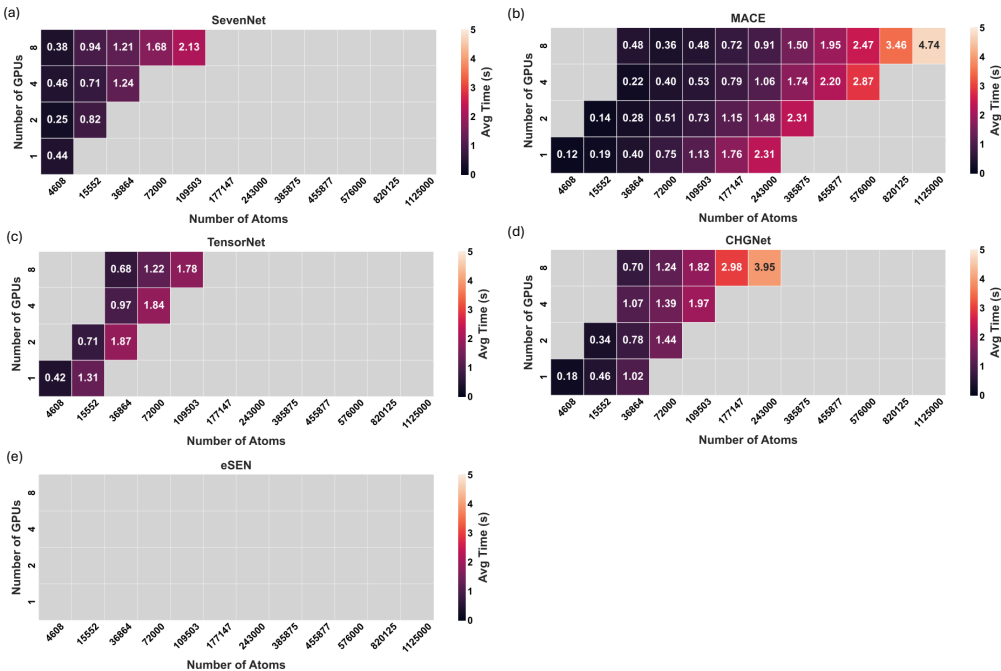 (a)
SevenNet
Number of GPUs
8 0.38 0.94 1.21 1.68 2.13
4 0.46 0.71 1.24
2 0.25 0.82
1 0.44
4608 15552 36864 72000 109503 177147 243000 385875 455877 576000 820125 1125000
Number of Atoms
5
4
3
2
1
0
Avg Time (s)
(b)
MACE
Number of GPUs
8 0.48 0.36 0.48 0.72 0.91 1.50 1.95 2.47 3.46 4.74
4 0.22 0.40 0.53 0.79 1.06 1.74 2.20 2.87
2 0.14 0.28 0.51 0.73 1.15 1.48 2.31
1 0.12 0.19 0.40 0.75 1.13 1.76 2.31
4608 15552 36864 72000 109503 177147 243000 385875 455877 576000 820125 1125000
Number of Atoms
5
4
3
2
1
0
Avg Time (s)
(c)
TensorNet
Number of GPUs
8 0.68 1.22 1.78
4 0.97 1.84
2 0.71 1.87
1 0.42 1.31
4608 15552 36864 72000 109503 177147 243000 385875 455877 576000 820125 1125000
Number of Atoms
5
4
3
2
1
0
Avg Time (s)
(d)
CHGNet
Number of GPUs
8 0.70 1.24 1.82 2.98 3.95
4 1.07 1.39 1.97
2 0.34 0.78 1.44
1 0.18 0.46 1.02
4608 15552 36864 72000 109503 177147 243000 385875 455877 576000 820125 1125000
Number of Atoms
5
4
3
2
1
0
Avg Time (s)
(e)
eSEN
Number of GPUs
8
4
2
1
4608 15552 36864 72000 109503 177147 243000 385875 455877 576000 820125 1125000
Number of Atoms
5
4
3
2
1
0
Avg Time (s)